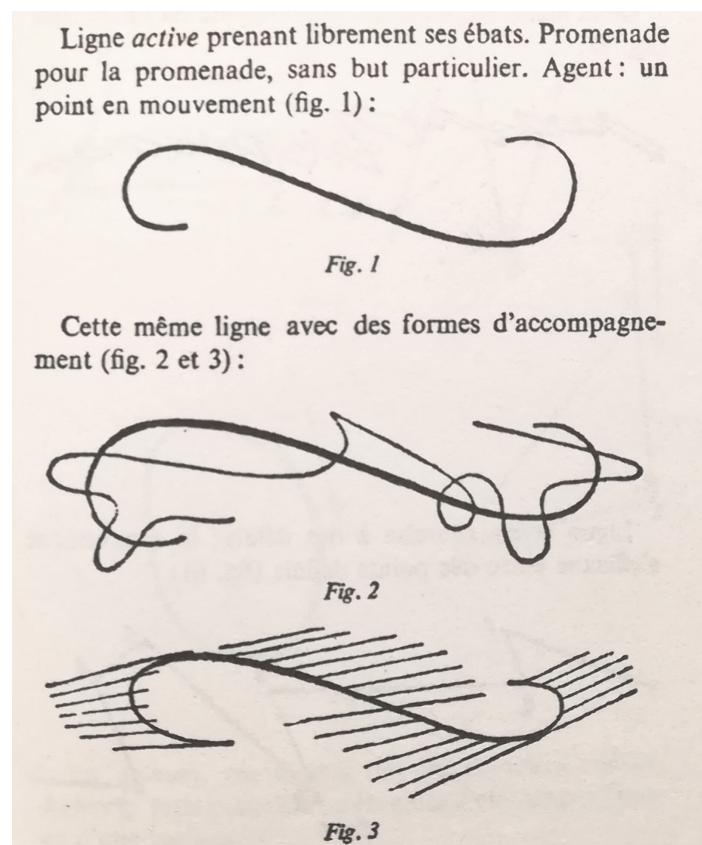 Ligne active prenant librement ses ébats. Promenade
pour la promenade, sans but particulier. Agent : un
point en mouvement (fig. 1) :
Fig. 1
Cette même ligne avec des formes d'accompagne-
ment (fig. 2 et 3) :
Fig. 2
Fig. 3